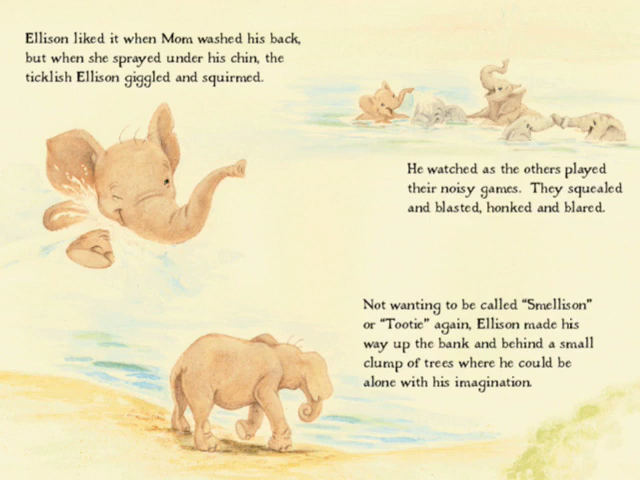 Ellison liked it when Mom washed his back,
but when she sprayed under his chin, the
ticklish Ellison giggled and squirmed.
He watched as the others played
their noisy games. They squealed
and blasted, honked and blared.
Not wanting to be called “Smellison”
or “Tootie” again, Ellison made his
way up the bank and behind a small
clump of trees where he could be
alone with his imagination.